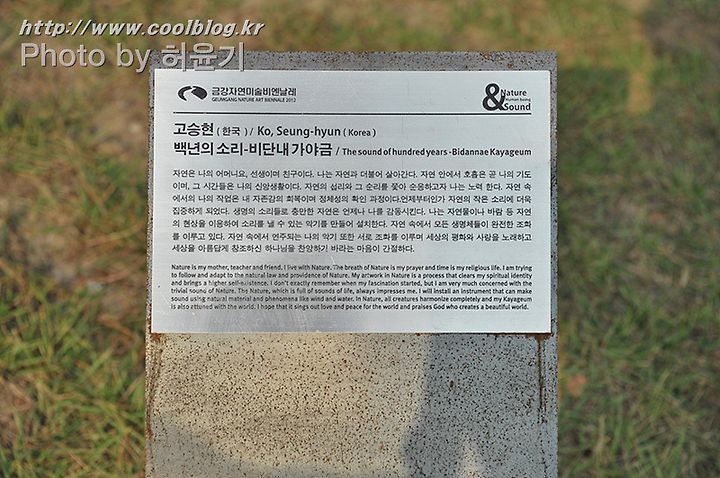 http://www.coolblog.kr
Photo by 허윤기
금강자연미술비엔날레
GEUMGANG NATURE ART BIENNALE 2012
& Nature
human being
Sound
고승현 ( 한국 ) / Ko, Seung-hyun ( Korea )
백년의 소리-비단내 가야금 / The sound of hundred years -Bidannae Kayageum
자연은 나의 어머니요, 선생이며 친구이다. 나는 자연과 더불어 살아간다. 자연 안에서 호흡은 곧 나의 기도
이며, 그 시간들은 나의 신앙생활이다. 자연의 섭리와 그 순리를 쫓아 순응하고자 나는 노력 한다. 자연 속
에서의 나의 작업은 내 자존감의 회복이며 정체성의 확인 과정이다.언제부터인가 자연의 작은 소리에 더욱
집중하게 되었다. 생명의 소리들로 충만한 자연은 언제나 나를 감동시킨다. 나는 자연물이나 바람 등 자연
의 현상을 이용하여 소리를 낼 수 있는 악기를 만들어 설치한다. 자연 속에서 모든 생명체들이 완전한 조화
를 이루고 있다. 자연 속에서 연주되는 나의 악기 또한 서로 조화를 이루며 세상의 평화와 사랑을 노래하고
세상을 아름답게 창조하신 하나님을 찬양하기 바라는 마음이 간절하다.
Nature is my mother, teacher and friend. I live with Nature. The breath of Nature is my prayer and time is my religious life. I am trying
to follow and adapt to the natural law and providence of Nature. My artwork in Nature is a process that clears my spiritual identity
and brings a higher self-existence. I don't exactly remember when my fascination started, but I am very much concerned with the
trivial sound of Nature. The Nature, which is full of sounds of life, always impresses me. I will install an instrument that can make
sound using natural material and phenomena like wind and water. In Nature, all creatures harmonize completely and my Kayageum
is also attuned with the world. I hope that it sings out love and peace for the world and praises God who creates a beautiful world.